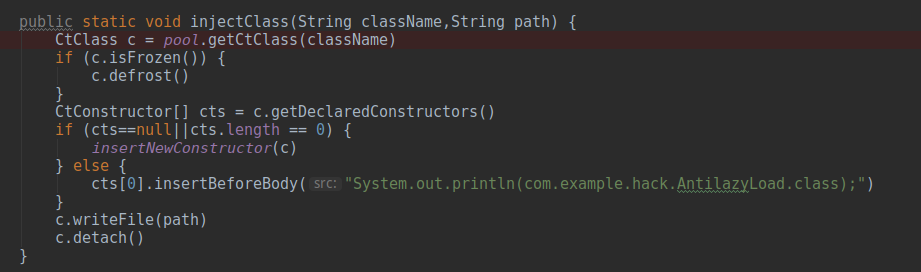 public static void injectClass(String className,String path) {
CtClass c = pool.getCtClass(className)
if (c.isFrozen()) {
c.defrost()
}
CtConstructor[] cts = c.getDeclaredConstructors()
if (cts==null||cts.length == 0) {
insertNewConstructor(c)
} else {
cts[0].insertBeforeBody( src: "System.out.println(com.example.hack.AntilazyLoad.class);")
}
c.writeFile(path)
c.detach()
}